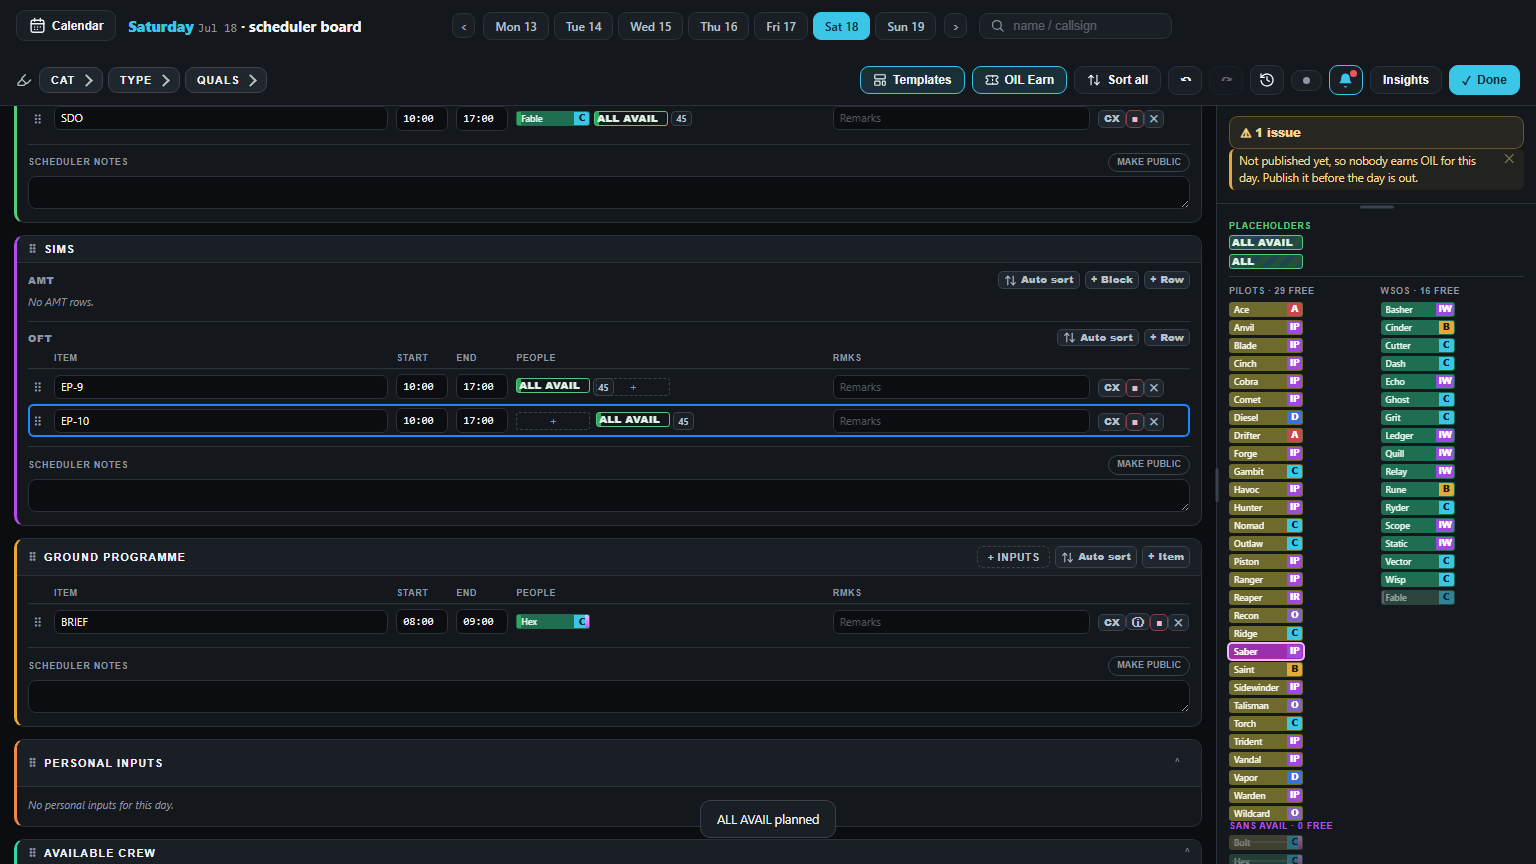 Calendar
Saturday Jul 18 · scheduler board
‹ Mon 13 Tue 14 Wed 15 Thu 16 Fri 17 Sat 18 Sun 19 ›
name / callsign
CAT TYPE QUALS
Templates OIL Earn Sort all Insights ✓ Done
SDO 10:00 17:00 Fable C ALL AVAIL 45 Remarks CX
SCHEDULER NOTES MAKE PUBLIC
SIMS
AMT Auto sort + Block + Row
No AMT rows.
OFT Auto sort + Row
ITEM START END PEOPLE RMKS
EP-9 10:00 17:00 ALL AVAIL 45 + Remarks CX
EP-10 10:00 17:00 + ALL AVAIL 45 Remarks CX
SCHEDULER NOTES MAKE PUBLIC
GROUND PROGRAMME + INPUTS Auto sort + Item
ITEM START END PEOPLE RMKS
BRIEF 08:00 09:00 Hex C Remarks CX
SCHEDULER NOTES MAKE PUBLIC
PERSONAL INPUTS
No personal inputs for this day.
ALL AVAIL planned
AVAILABLE CREW
⚠ 1 issue
Not published yet, so nobody earns OIL for this
day. Publish it before the day is out.
PLACEHOLDERS
ALL AVAIL
ALL
PILOTS · 29 FREE
Ace A
Anvil IP
Blade IP
Cinch IP
Cobra IP
Comet IP
Diesel D
Drifter A
Forge IP
Gambit C
Havoc IP
Hunter IP
Nomad C
Outlaw C
Piston IP
Ranger IP
Reaper IR
Recon O
Ridge C
Saber IP
Saint B
Sidewinder IP
Talisman O
Torch C
Trident IP
Vandal IP
Vapor D
Warden IP
Wildcard O
WSOS · 16 FREE
Basher IW
Cinder B
Cutter C
Dash C
Echo IW
Ghost C
Grit C
Ledger IW
Quill IW
Relay IW
Rune B
Ryder C
Scope IW
Static IW
Vector C
Wisp C
Fable C
SANS AVAIL · 0 FREE
Bolt C
Hex C